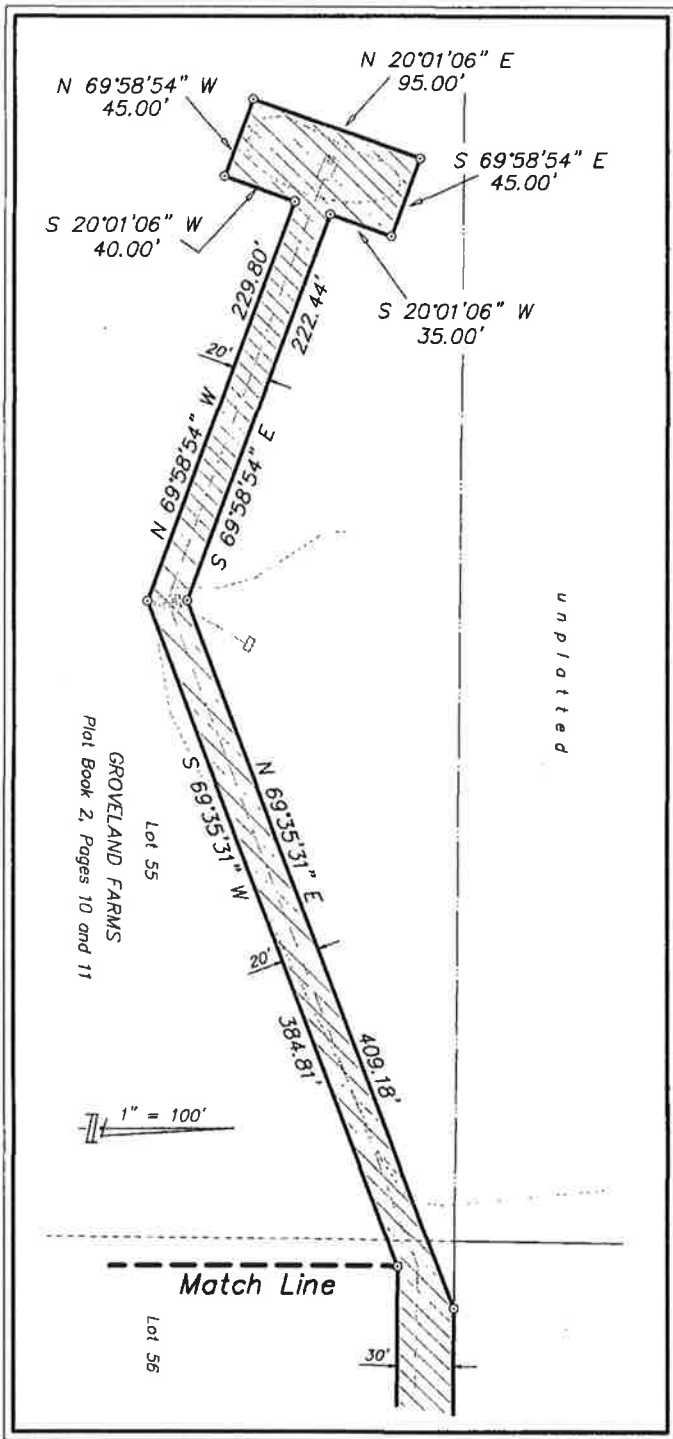 N 20°01'06" E
95.00'
N 69°58'54" W
45.00'
S 69°58'54" E
45.00'
S 20°01'06" W
40.00'
S 20°01'06" W
35.00'
229.80'
222.44'
20'
N 69°58'54" W
S 69°58'54" E
unplatted
N 69°35'31" E
S 69°35'31" W
Lot 55
GROVELAND FARMS
Plat Book 2, Pages 10 and 11
20'
384.81'
409.18'
1" = 100'
Match Line
Lot 56
30'